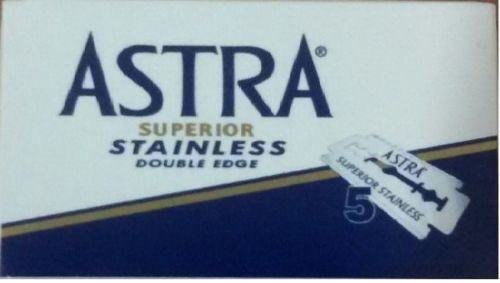 ASTRA®
SUPERIOR
STAINLESS
DOUBLE EDGE
ASTRA
SUPERIOR STAINLESS
5